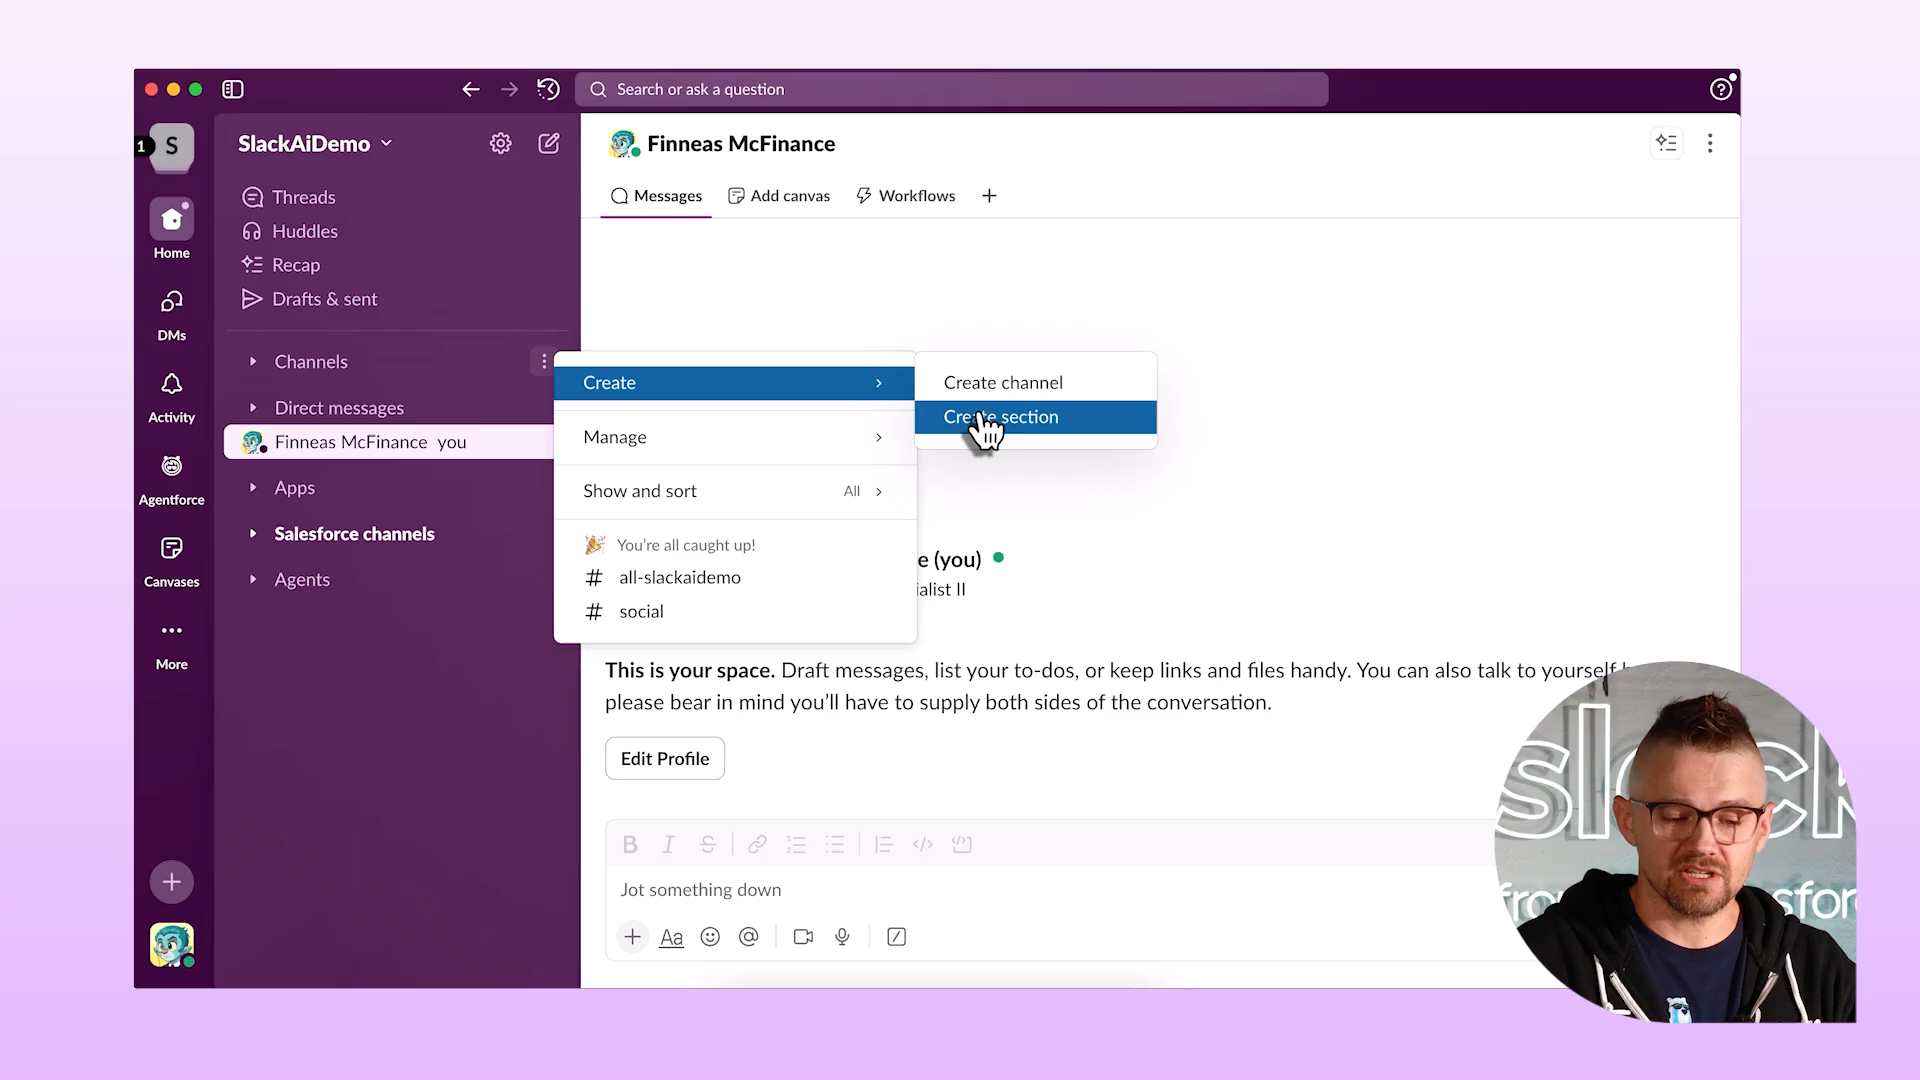 Search or ask a question
1
S
SlackAiDemo
Finneas McFinance
Threads
Messages
Add canvas
Workflows
Huddles
Home
Recap
Drafts & sent
DMs
Channels
Create
Create channel
Direct messages
Create section
Activity
Finneas McFinance you
Manage
Apps
Show and sort
All
Agentforce
Salesforce channels
You're all caught up!
e (you)
Canvases
Agents
# all-slackaidemo
ialist II
# social
More
This is your space. Draft messages, list your to-dos, or keep links and files handy. You can also talk to yourself
please bear in mind you'll have to supply both sides of the conversation.
Edit Profile
slack
Jot something down
Aa